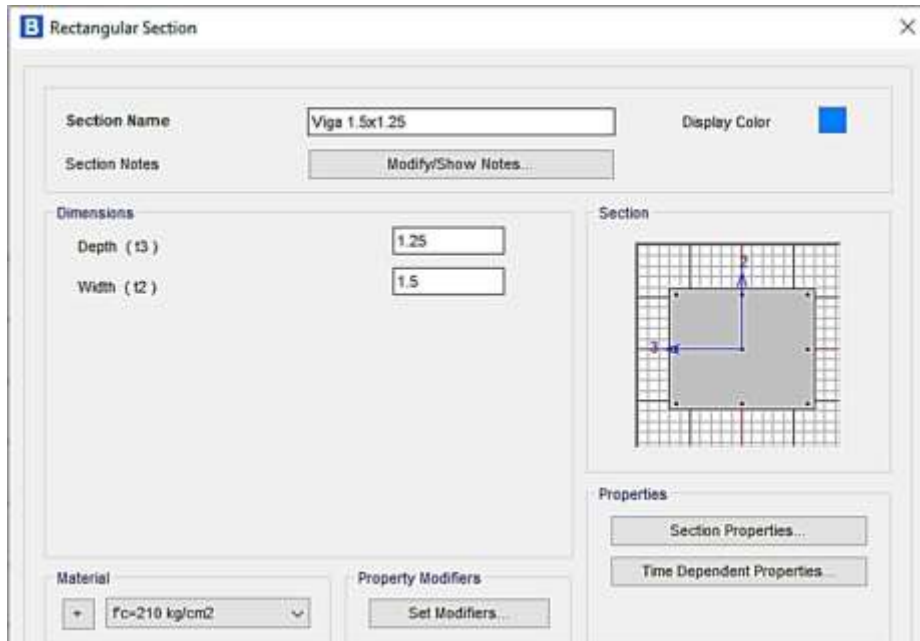 B Rectangular Section
Section Name
Viga 1.5x1.25
Display Color
Section Notes
Modify/Show Notes...
Dimensions
Depth ( t3 )
1.25
Width ( t2 )
1.5
Section
2
3
Properties
Section Properties...
Time Dependent Properties...
Material
+
f'c=210 kg/cm2
Property Modifiers
Set Modifiers...